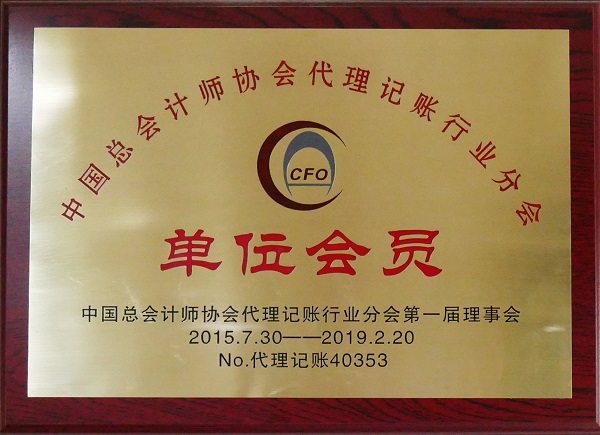 中国总会计师协会代理记账行业分会
CFO
单位会员
中国总会计师协会代理记账行业分会第一届理事会
2015.7.30——2019.2.20
No.代理记账40353